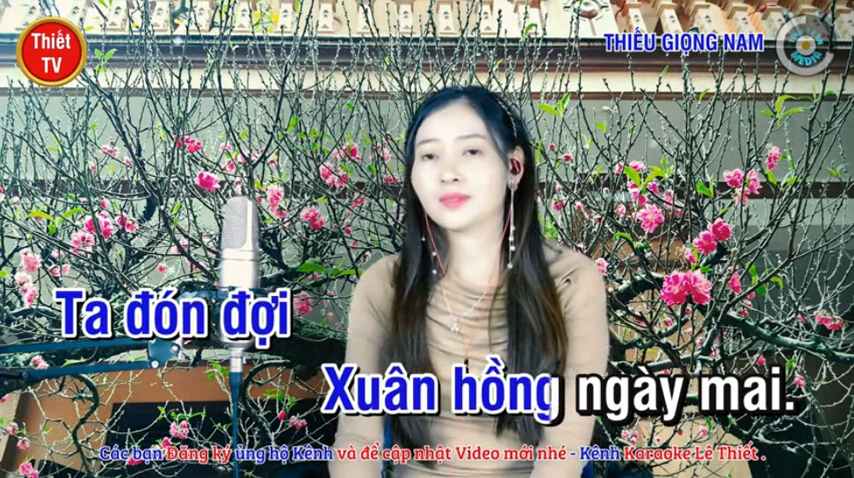 Thiết
TV
THIẾU GIỌNG NAM
MEDIA
Ta đón đợi
Xuân hồng ngày mai.
Các bạn Đăng ký ủng hộ Kênh và để cập nhật Video mới nhé - Kênh Karaoke Lê Thiết .